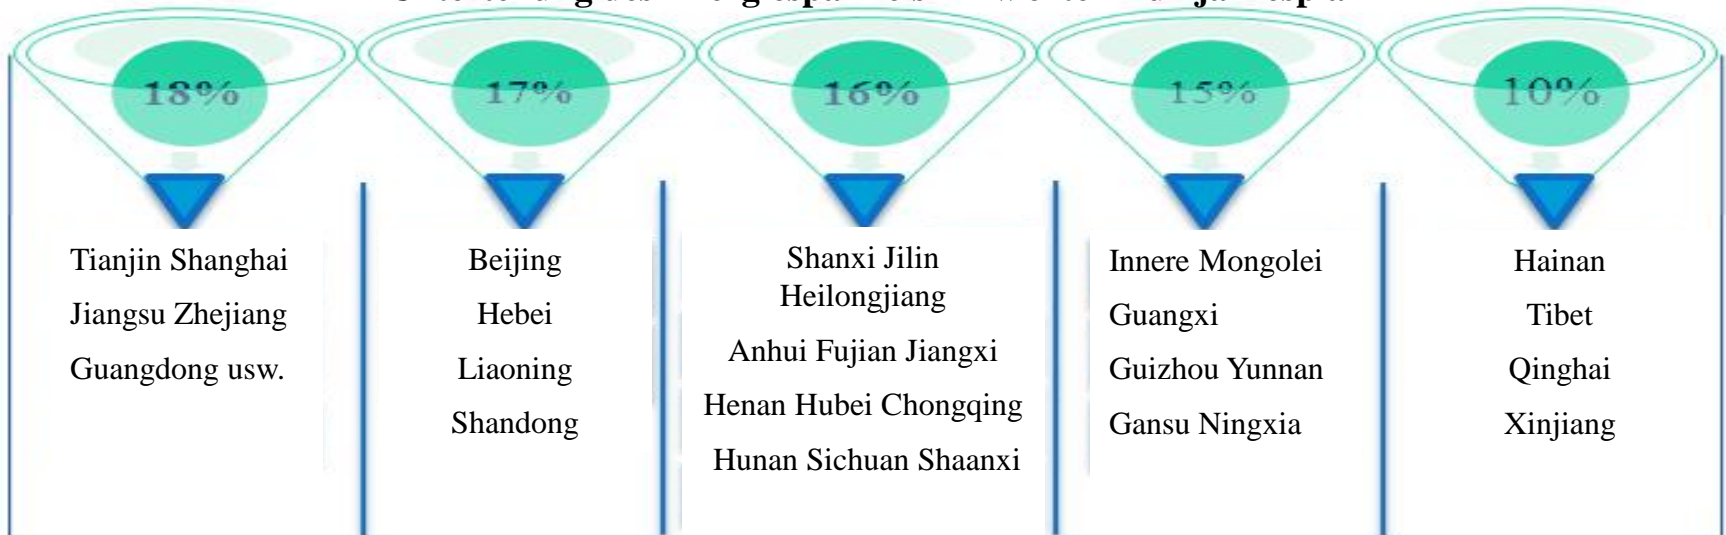 18%
17%
16%
15%
10%
Tianjin Shanghai
Jiangsu Zhejiang
Guangdong usw.
Beijing
Hebei
Liaoning
Shandong
Shanxi Jilin
Heilongjiang
Anhui Fujian Jiangxi
Henan Hubei Chongqing
Hunan Sichuan Shaanxi
Innere Mongolei
Guangxi
Guizhou Yunnan
Gansu Ningxia
Hainan
Tibet
Qinghai
Xinjiang